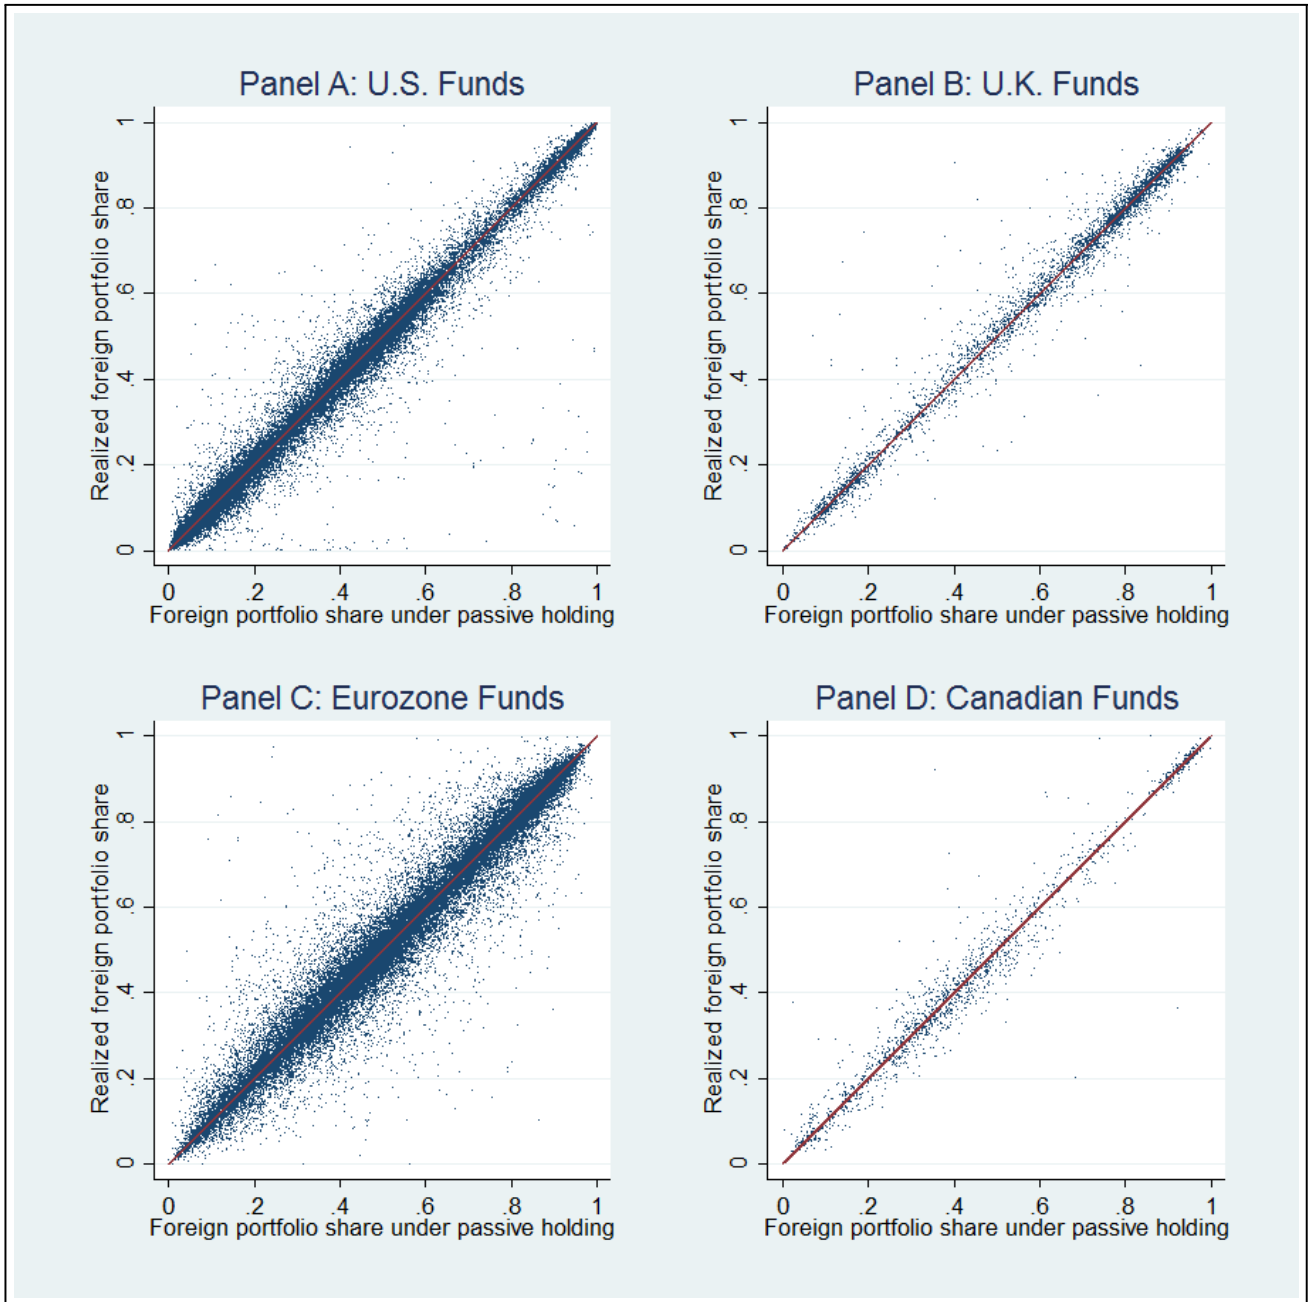 Panel A: U.S. Funds
Realized foreign portfolio share
1
.8
.6
.4
.2
0
0 .2 .4 .6 .8 1
Foreign portfolio share under passive holding
Panel B: U.K. Funds
Realized foreign portfolio share
1
.8
.6
.4
.2
0
0 .2 .4 .6 .8 1
Foreign portfolio share under passive holding
Panel C: Eurozone Funds
Realized foreign portfolio share
1
.8
.6
.4
.2
0
0 .2 .4 .6 .8 1
Foreign portfolio share under passive holding
Panel D: Canadian Funds
Realized foreign portfolio share
1
.8
.6
.4
.2
0
0 .2 .4 .6 .8 1
Foreign portfolio share under passive holding